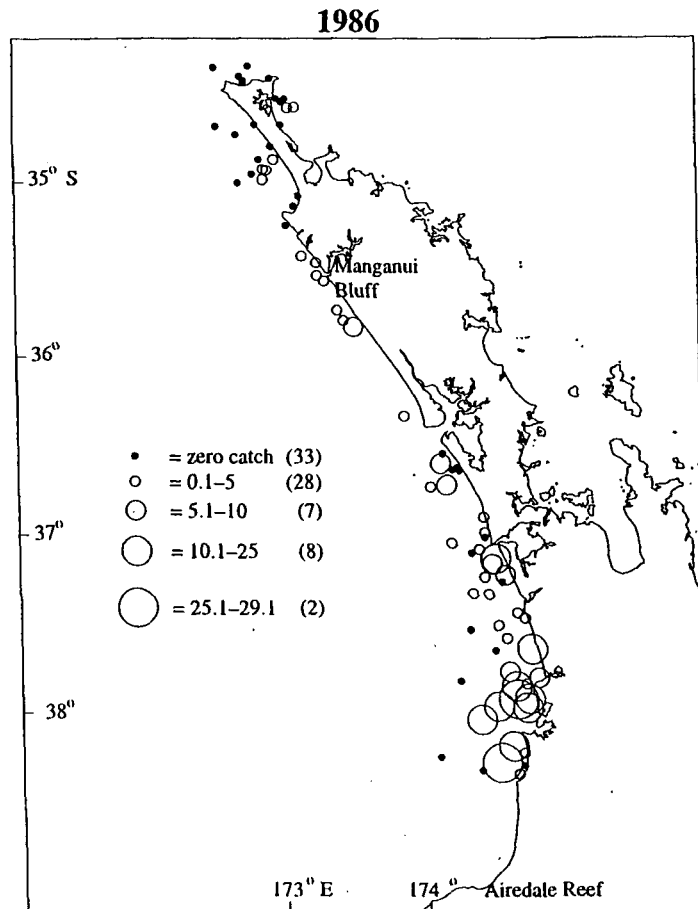 1986
35° S
Manganui
Bluff
36°
= zero catch (33)
= 0.1–5 (28)
= 5.1–10 (7)
37°
= 10.1–25 (8)
= 25.1–29.1 (2)
38°
173° E 174° Airedale Reef